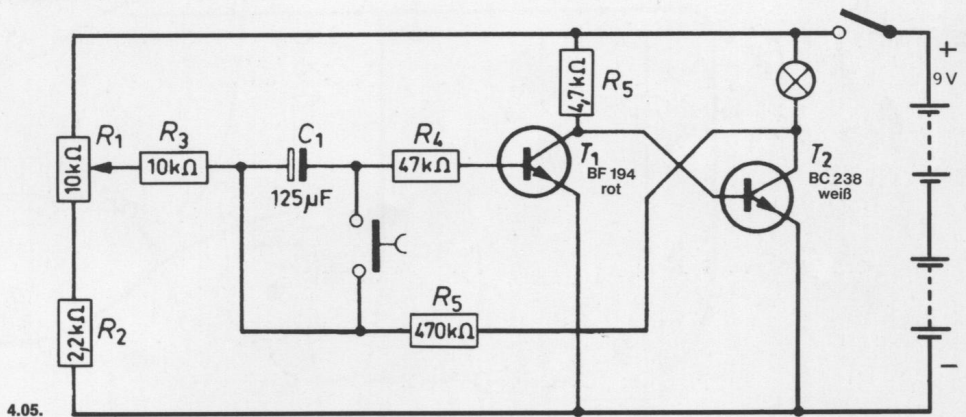 R1
10kΩ
R3
10kΩ
C1
125µF
R4
47kΩ
4,7kΩ
R5
T1
BF 194
rot
T2
BC 238
weiß
+
9 V
R2
2,2kΩ
R5
470kΩ
−
4.05.